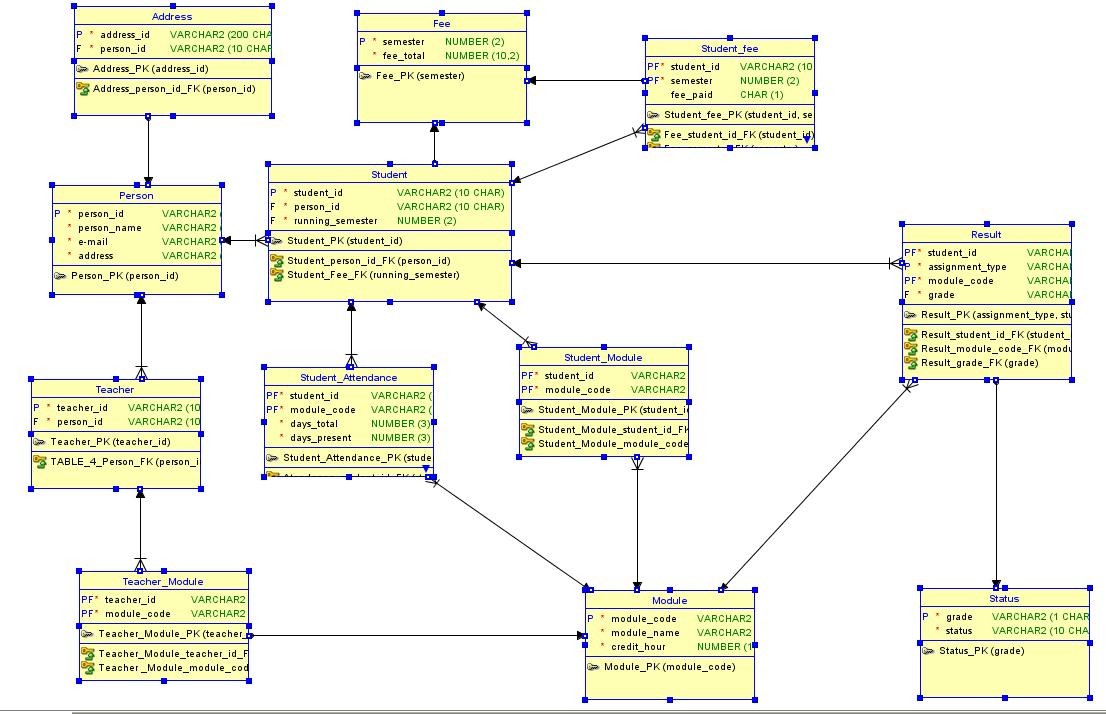 Address
P * address_id VARCHAR2 (200 CHA
F * person_id VARCHAR2 (10 CHAR
Address_PK (address_id)
Address_person_id_FK (person_id)
Fee
P * semester NUMBER (2)
* fee_total NUMBER (10,2)
Fee_PK (semester)
Student_fee
PF* student_id VARCHAR2 (10
PF* semester NUMBER (2)
fee_paid CHAR (1)
Student_fee_PK (student_id, se
Fee_student_id_FK (student_id)
Person
P * person_id VARCHAR2 (
* person_name VARCHAR2 (
* e-mail VARCHAR2
* address VARCHAR2 (
Person_PK (person_id)
Student
P * student_id VARCHAR2 (10 CHAR)
F * person_id VARCHAR2 (10 CHAR)
F * running_semester NUMBER (2)
Student_PK (student_id)
Student_person_id_FK (person_id)
Student_Fee_FK (running_semester)
Result
PF* student_id VARCHA
P * assignment_type VARCHA
PF* module_code VARCHA
F * grade VARCHA
Result_PK (assignment_type, stu
Result_student_id_FK (student_
Result_module_code_FK (modu
Result_grade_FK (grade)
Teacher
P * teacher_id VARCHAR2 (10
F * person_id VARCHAR2 (10
Teacher_PK (teacher_id)
TABLE_4_Person_FK (person_i
Student_Attendance
PF* student_id VARCHAR2 (
PF* module_code VARCHAR2 (
* days_total NUMBER (3)
* days_present NUMBER (3)
Student_Attendance_PK (stude
Student_Module
PF* student_id VARCHAR2
PF* module_code VARCHAR2
Student_Module_PK (student_i
Student_Module_student_id_FK
Student_Module_module_code
Teacher_Module
PF* teacher_id VARCHAR2
PF* module_code VARCHAR2
Teacher_Module_PK (teacher_
Teacher_Module_teacher_id_F
Teacher_Module_module_cod
Module
P * module_code VARCHAR2
* module_name VARCHAR2
* credit_hour NUMBER (1
Module_PK (module_code)
Status
P * grade VARCHAR2 (1 CHAR
* status VARCHAR2 (10 CHA
Status_PK (grade)